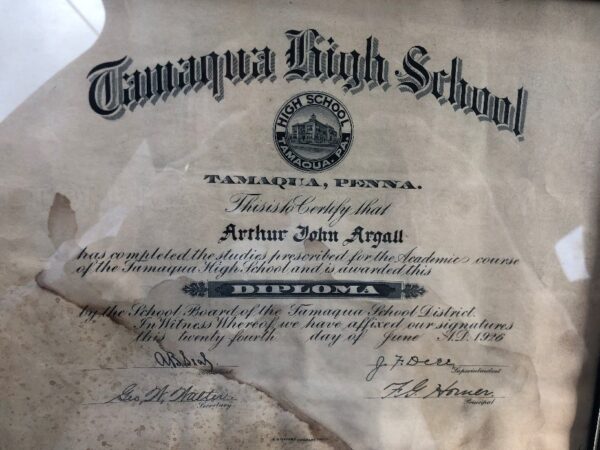 Tamaqua High School
HIGH SCHOOL
TAMAQUA, PA.
TAMAQUA, PENNA.
This is to Certify that
Arthur John Argall
has completed the studies prescribed for the Academic course
of the Tamaqua High School and is awarded this
DIPLOMA
by the School Board of the Tamaqua School District.
In Witness Whereof, we have affixed our signatures
this twenty fourth day of June A.D. 1926
Superintendent
Geo. W.
Secretary
F. G. Horner
Principal